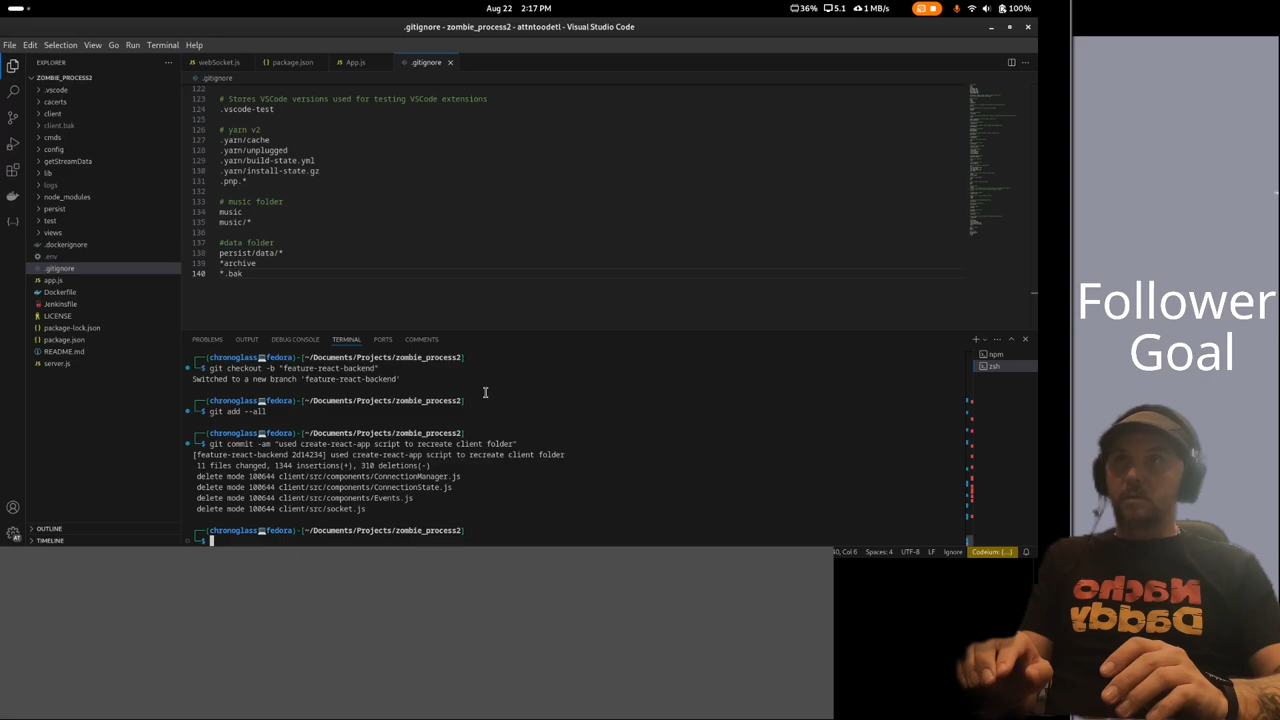 Aug 22 2:17 PM
36% 5.1 1 MB/s 100%
.gitignore - zombie_process2 - attntoodetl - Visual Studio Code
File Edit Selection View Go Run Terminal Help
EXPLORER
webSocket.js package.json App.js .gitignore
ZOMBIE_PROCESS2
.vscode
cacerts
client
client.bak
cmds
config
getStreamData
lib
logs
node_modules
persist
test
views
.dockerignore
.env
.gitignore
app.js
Dockerfile
Jenkinsfile
LICENSE
package-lock.json
package.json
README.md
server.js
OUTLINE
TIMELINE
.gitignore
122
123 # Stores VSCode versions used for testing VSCode extensions
124 .vscode-test
125
126 # yarn v2
127 .yarn/cache
128 .yarn/unplugged
129 .yarn/build-state.yml
130 .yarn/install-state.gz
131 .pnp.*
132
133 # music folder
134 music
135 music/*
136
137 #data folder
138 persist/data/*
139 *archive
140 *.bak
PROBLEMS OUTPUT DEBUG CONSOLE TERMINAL PORTS COMMENTS
npm
zsh
(chronoglass💻fedora)-[~/Documents/Projects/zombie_process2]
$ git checkout -b "feature-react-backend"
Switched to a new branch 'feature-react-backend'
(chronoglass💻fedora)-[~/Documents/Projects/zombie_process2]
$ git add --all
(chronoglass💻fedora)-[~/Documents/Projects/zombie_process2]
$ git commit -am "used create-react-app script to recreate client folder"
[feature-react-backend 2d14234] used create-react-app script to recreate client folder
11 files changed, 1344 insertions(+), 310 deletions(-)
delete mode 100644 client/src/components/ConnectionManager.js
delete mode 100644 client/src/components/ConnectionState.js
delete mode 100644 client/src/components/Events.js
delete mode 100644 client/src/socket.js
(chronoglass💻fedora)-[~/Documents/Projects/zombie_process2]
$
40, Col 6 Spaces: 4 UTF-8 LF Ignore Codeium: {...}
Follower
Goal
Nacho
Daddy